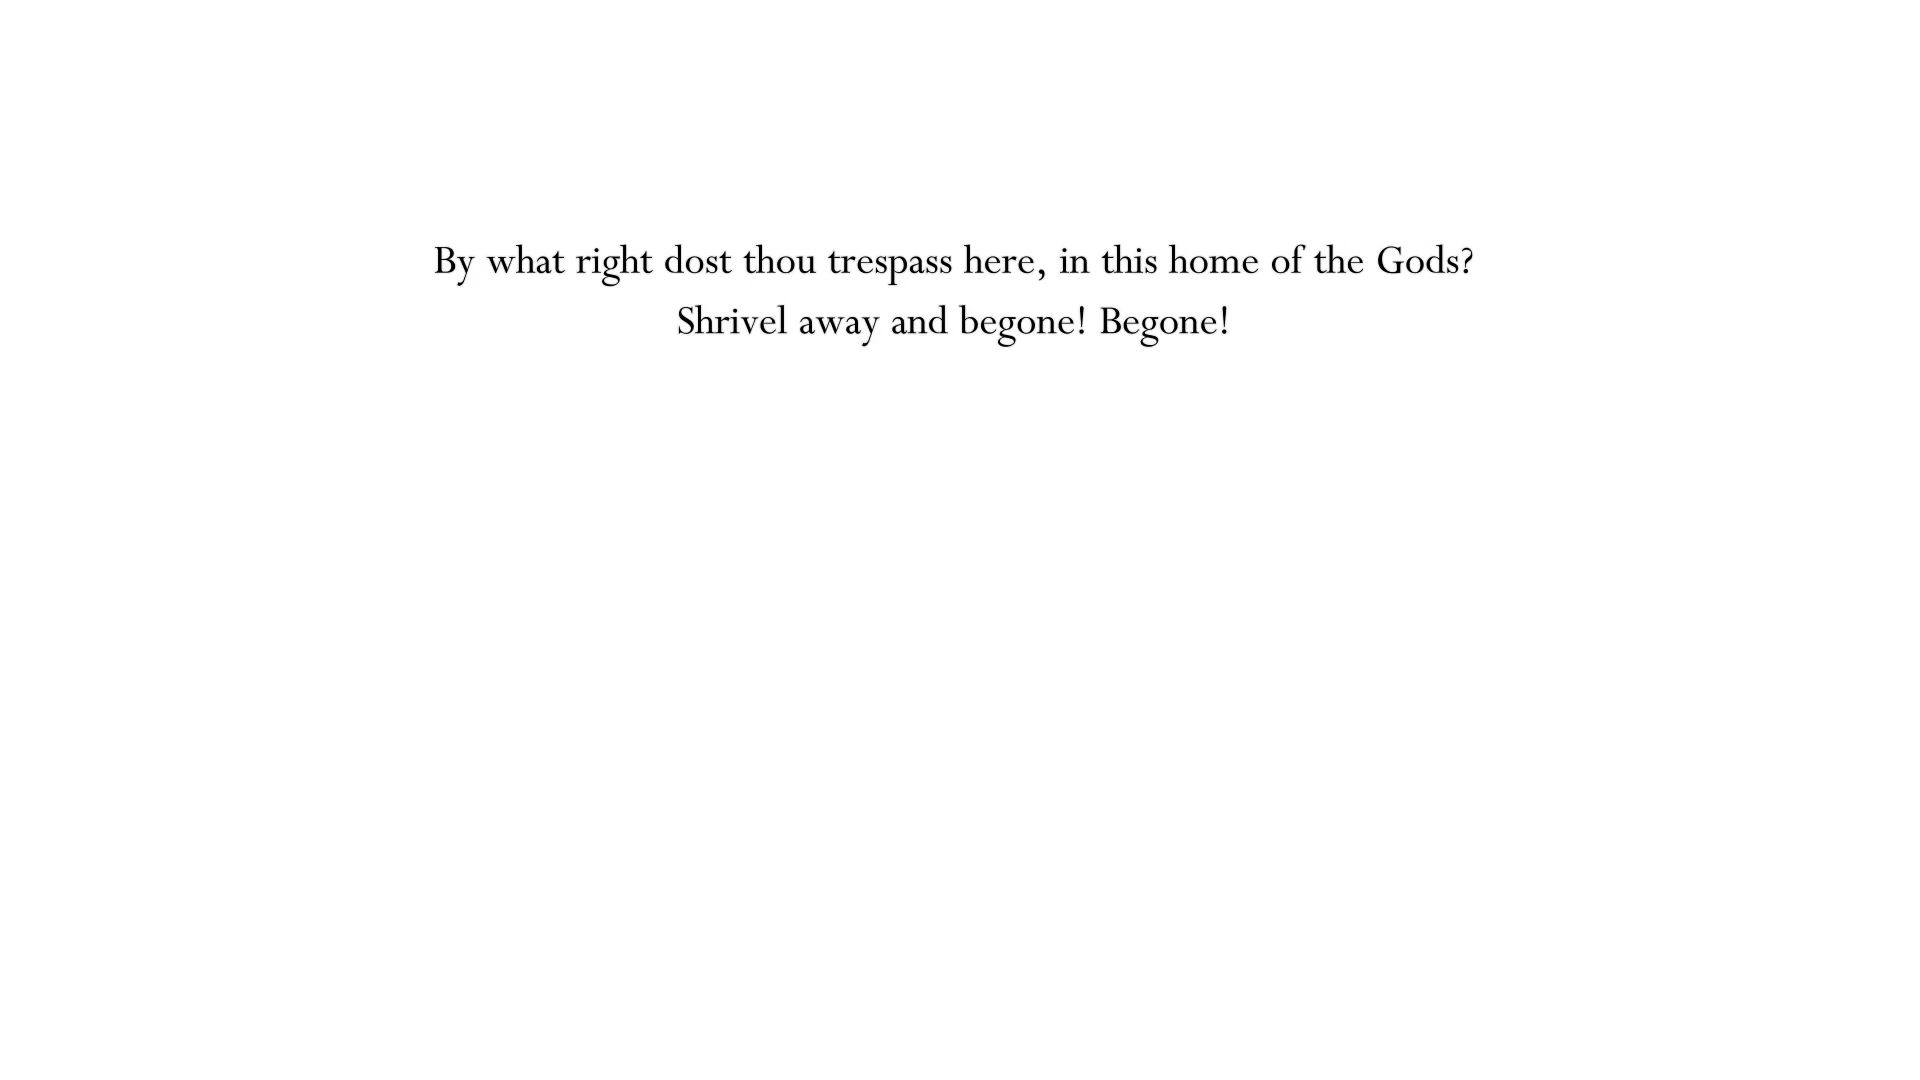 By what right dost thou trespass here, in this home of the Gods?
Shrivel away and begone! Begone!